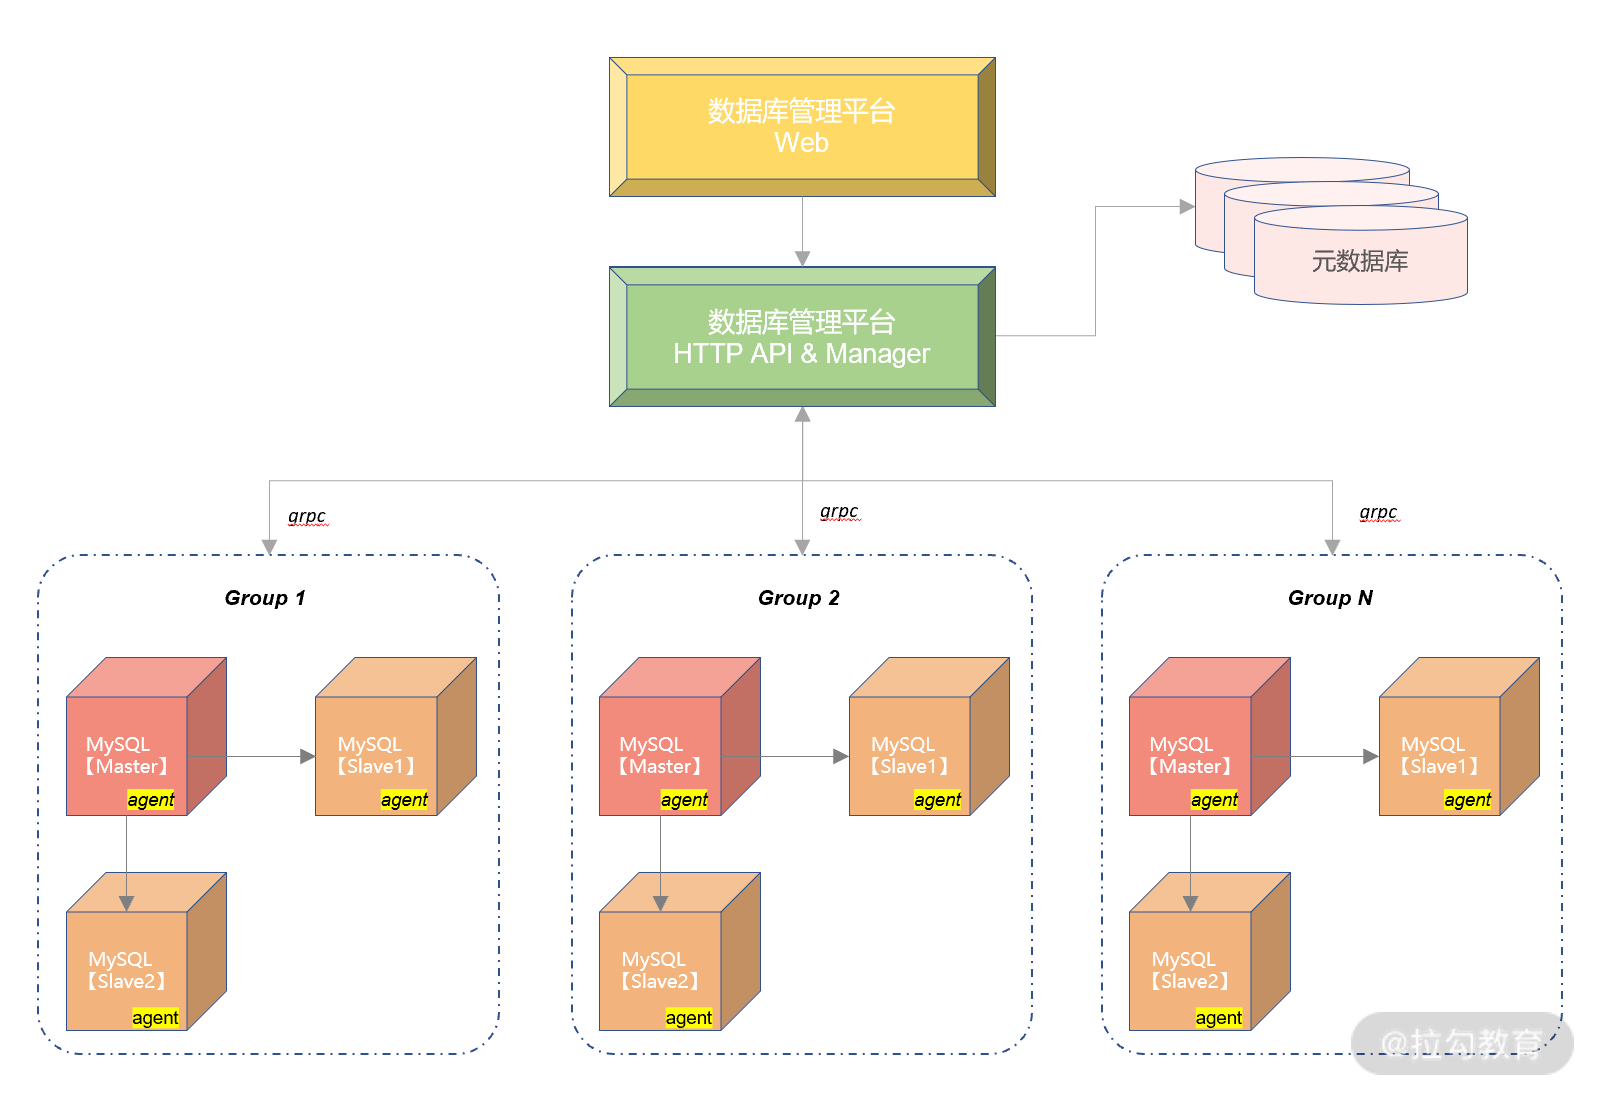 数据库管理平台
Web
数据库管理平台
HTTP API & Manager
元数据库
grpc
grpc
grpc
Group 1
Group 2
Group N
MySQL
【Master】
agent
MySQL
【Slave1】
agent
MySQL
【Slave2】
agent
MySQL
【Master】
agent
MySQL
【Slave1】
agent
MySQL
【Slave2】
agent
MySQL
【Master】
agent
MySQL
【Slave1】
agent
MySQL
【Slave2】
agent
@拉勾教育